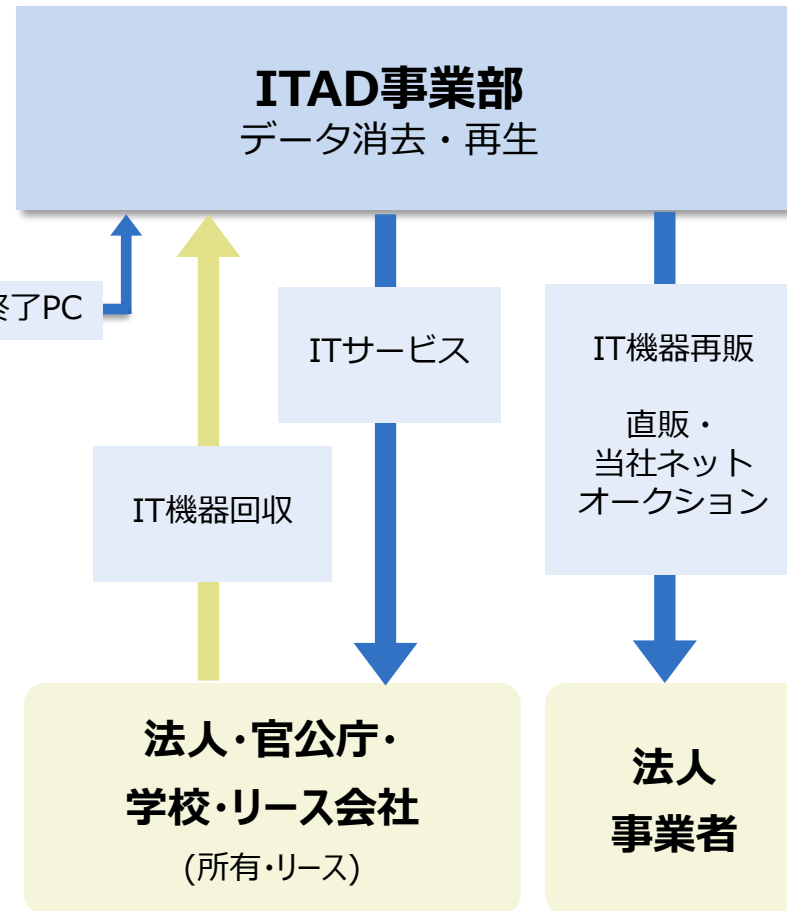 ITAD事業部
データ消去・再生
終了PC
ITサービス
IT機器再販
直販・
当社ネット
オークション
IT機器回収
法人・官公庁・
学校・リース会社
(所有・リース)
法人
事業者